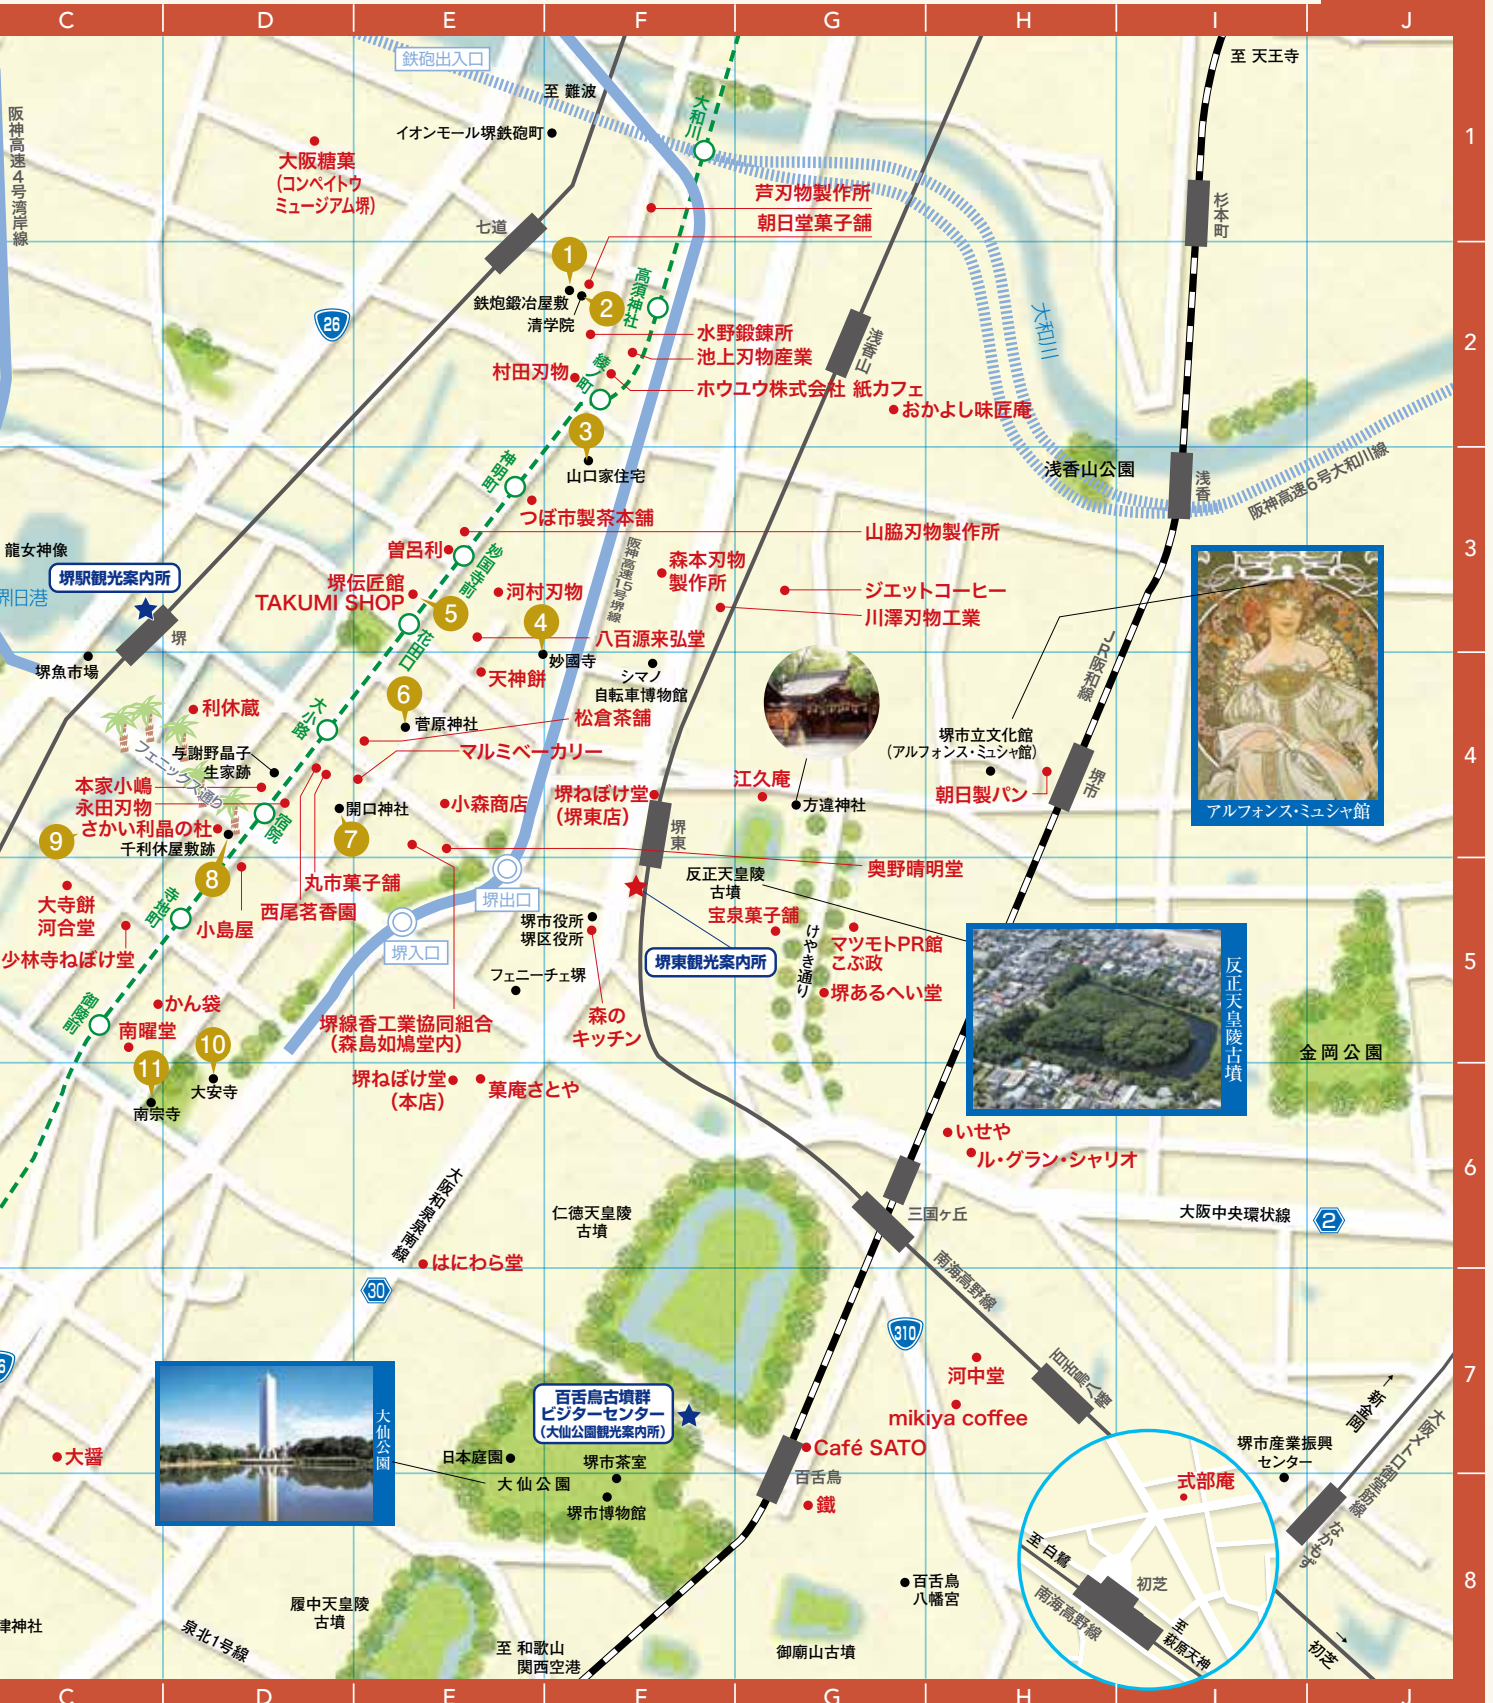 C D E F G H I J
1
2
3
4
5
6
7
8
阪神高速4号湾岸線
鉄砲出入口
至 難波
イオンモール堺鉄砲町
大和川
至 天王寺
大阪糖菓
(コンペイトウ
ミュージアム堺)
七道
芦刃物製作所
朝日堂菓子舗
杉本町
1
鉄炮鍛冶屋敷
2
清学院
高須神社
26
水野鍛錬所
池上刃物産業
村田刃物
綾ノ町
ホウユウ株式会社 紙カフェ
浅香山
大和川
おかよし味匠庵
3
山口家住宅
神明町
浅香山公園
浅香
阪神高速6号大和川線
つぼ市製茶本舗
山脇刃物製作所
曽呂利
妙国寺前
阪神高速15号堺線
森本刃物
製作所
龍女神像
堺駅観光案内所
堺旧港
堺
堺伝匠館
TAKUMI SHOP
5
河村刃物
4
ジエットコーヒー
川澤刃物工業
花田口
八百源来弘堂
妙國寺
JR阪和線
堺魚市場
天神餅
シマノ
自転車博物館
利休蔵
大小路
6
菅原神社
松倉茶舗
フェニックス通り
与謝野晶子
生家跡
マルミベーカリー
堺市立文化館
(アルフォンス・ミュシャ館)
堺市
朝日製パン
アルフォンス・ミュシャ館
本家小嶋
永田刃物
さかい利晶の杜
千利休屋敷跡
9
8
宿院
開口神社
7
小森商店
堺ねぼけ堂
(堺東店)
堺東
江久庵
方違神社
奥野晴明堂
反正天皇陵
古墳
大寺餅
河合堂
寺地町
小島屋
丸市菓子舗
西尾茗香園
堺出口
堺入口
堺市役所
堺区役所
堺東観光案内所
宝泉菓子舗
けやき通り
マツモトPR館
こぶ政
堺あるへい堂
少林寺ねぼけ堂
フェニーチェ堺
反正天皇陵古墳
かん袋
御陵前
南曜堂
堺線香工業協同組合
(森島如鳩堂内)
森の
キッチン
金岡公園
10
11
大安寺
南宗寺
堺ねぼけ堂
(本店)
菓庵さとや
いせや
ル・グラン・シャリオ
大阪和泉泉南線
仁徳天皇陵
古墳
三国ヶ丘
大阪中央環状線
2
はにわら堂
30
南海高野線
310
河中堂
百舌鳥八幡
mikiya coffee
新金岡
大阪メトロ御堂筋線
百舌鳥古墳群
ビジターセンター
(大仙公園観光案内所)
大仙公園
Café SATO
堺市産業振興
センター
大醤
日本庭園
堺市茶室
大仙公園
堺市博物館
百舌鳥
鐵
式部庵
なかもず
至 白鷺
初芝
南海高野線
至
萩原天神
百舌鳥
八幡宮
履中天皇陵
古墳
津神社
泉北1号線
至 和歌山
関西空港
御廟山古墳
初芝
C D E F G H I J